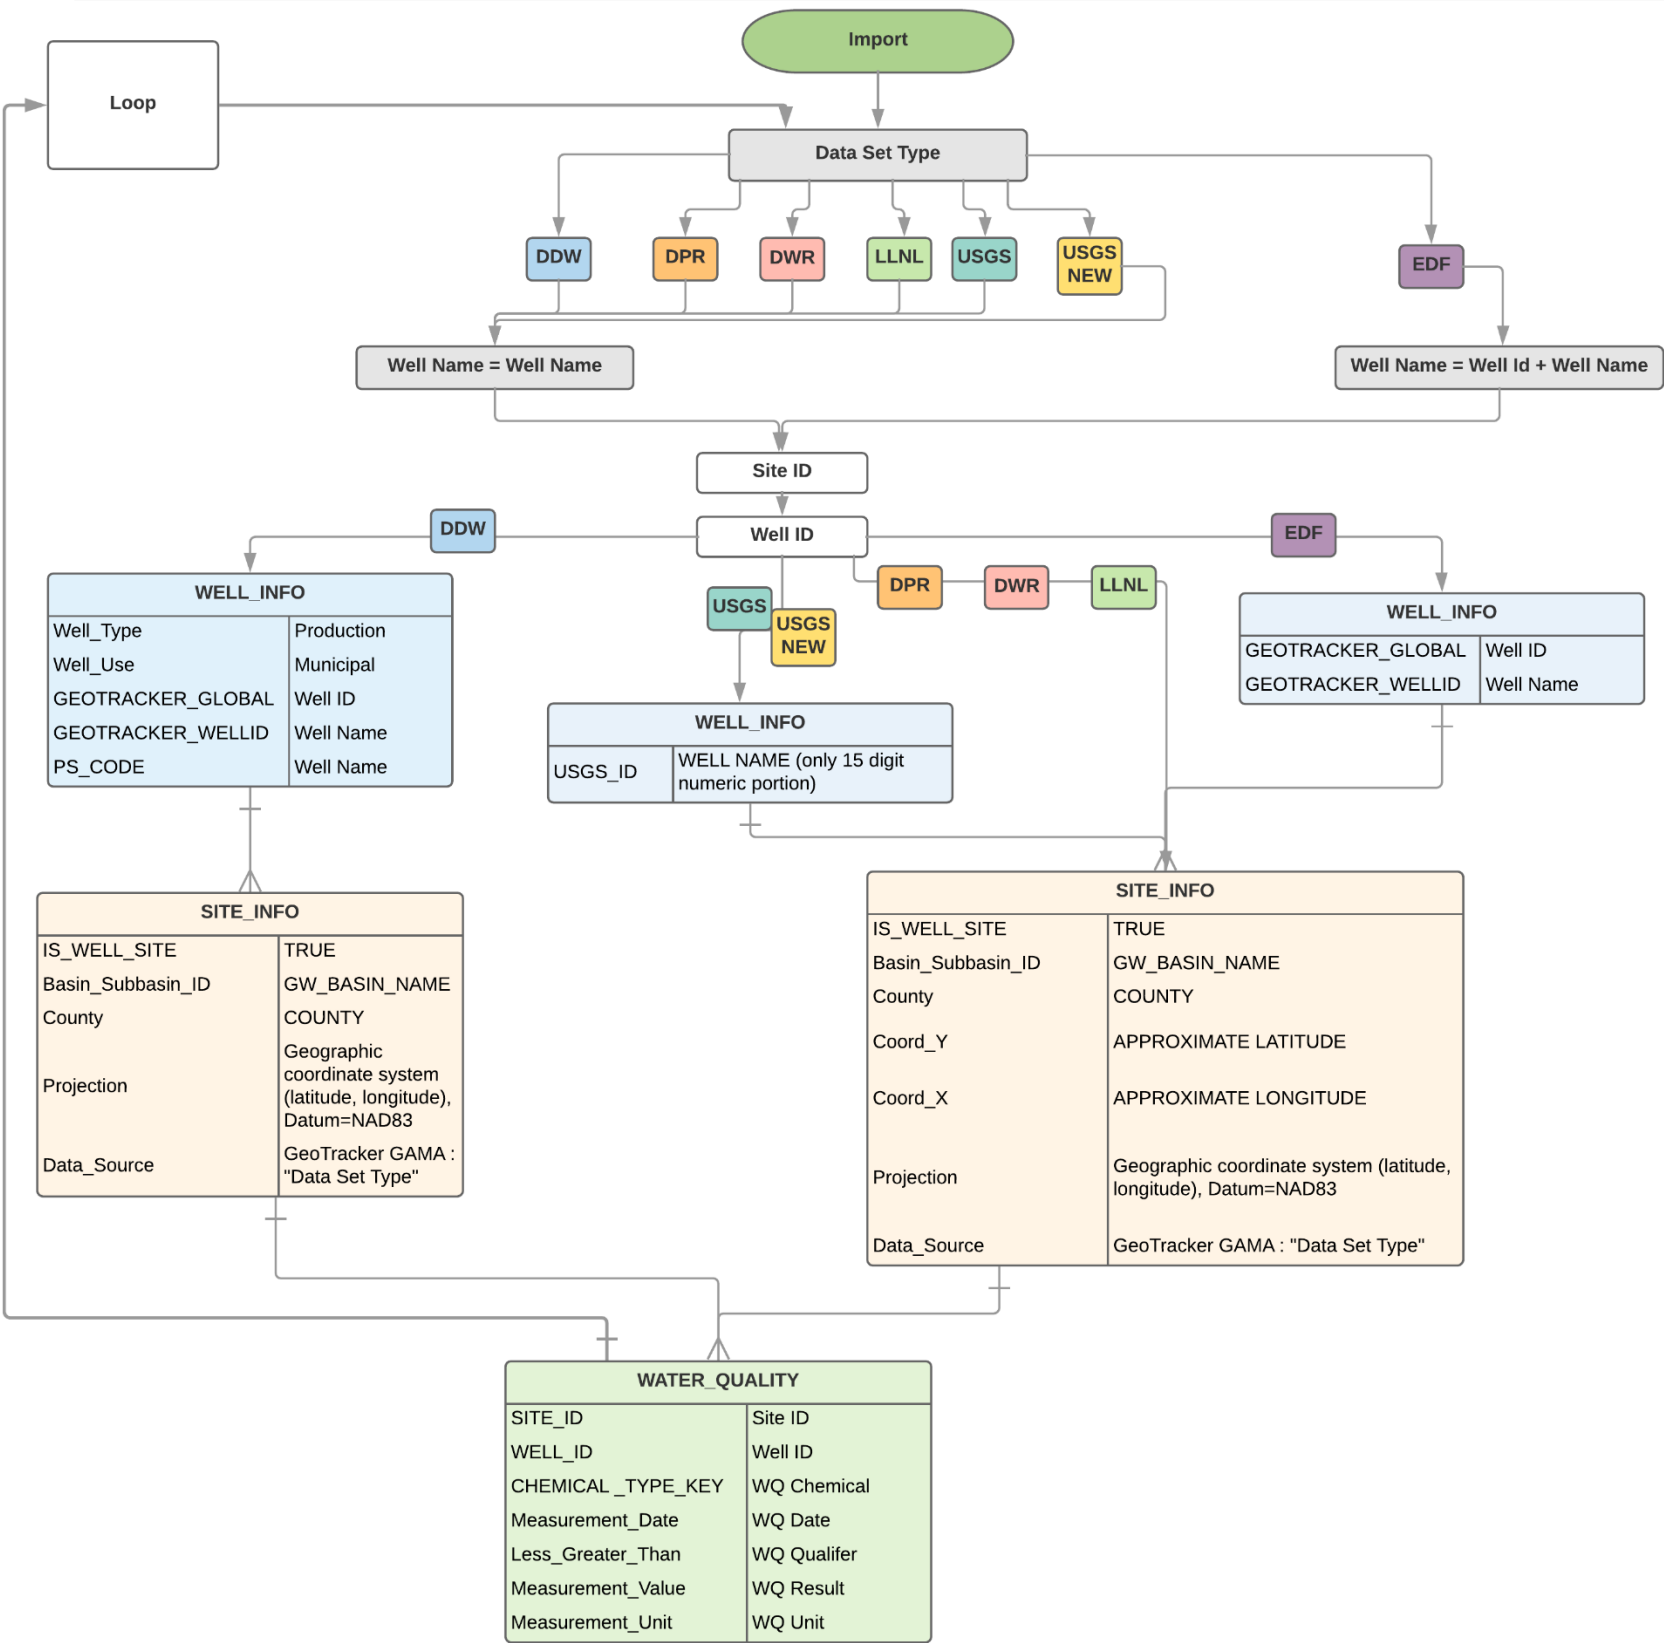 Import
Loop
Data Set Type
DDW
DPR
DWR
LLNL
USGS
USGS
NEW
EDF
Well Name = Well Name
Well Name = Well Id + Well Name
Site ID
Well ID
DDW
EDF
DPR
DWR
LLNL
USGS
USGS
NEW
WELL_INFO
Well_Type Production
Well_Use Municipal
GEOTRACKER_GLOBAL Well ID
GEOTRACKER_WELLID Well Name
PS_CODE Well Name
WELL_INFO
USGS_ID WELL NAME (only 15 digit
numeric portion)
WELL_INFO
GEOTRACKER_GLOBAL Well ID
GEOTRACKER_WELLID Well Name
SITE_INFO
IS_WELL_SITE TRUE
Basin_Subbasin_ID GW_BASIN_NAME
County COUNTY
Projection Geographic
coordinate system
(latitude, longitude),
Datum=NAD83
Data_Source GeoTracker GAMA :
"Data Set Type"
SITE_INFO
IS_WELL_SITE TRUE
Basin_Subbasin_ID GW_BASIN_NAME
County COUNTY
Coord_Y APPROXIMATE LATITUDE
Coord_X APPROXIMATE LONGITUDE
Projection Geographic coordinate system (latitude,
longitude), Datum=NAD83
Data_Source GeoTracker GAMA : "Data Set Type"
WATER_QUALITY
SITE_ID Site ID
WELL_ID Well ID
CHEMICAL _TYPE_KEY WQ Chemical
Measurement_Date WQ Date
Less_Greater_Than WQ Qualifer
Measurement_Value WQ Result
Measurement_Unit WQ Unit